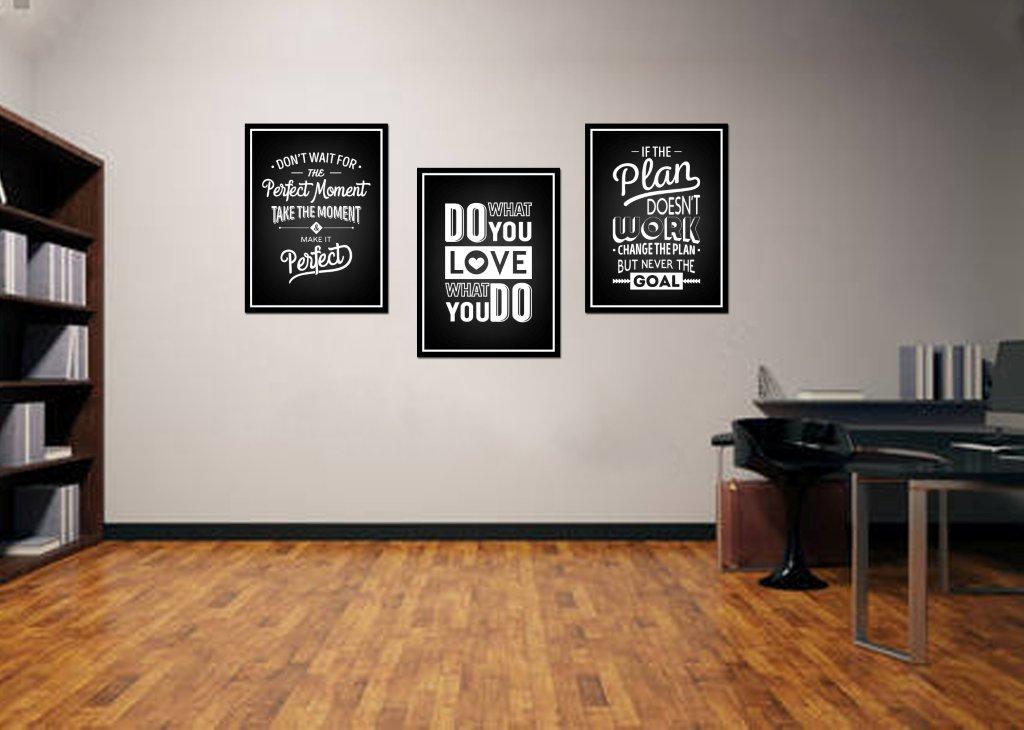 DON'T WAIT FOR
THE
Perfect Moment
TAKE THE MOMENT
&
MAKE IT
Perfect
DO WHAT
YOU
LOVE
WHAT
YOU DO
IF THE
Plan
DOESN'T
WORK
CHANGE THE PLAN
BUT NEVER THE
GOAL